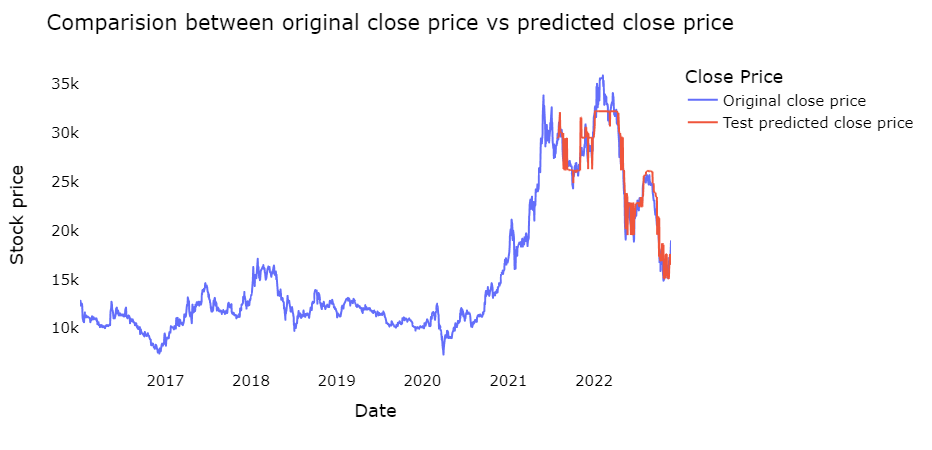 Comparision between original close price vs predicted close price
Close Price
Original close price
Test predicted close price
Stock price
35k
30k
25k
20k
15k
10k
2017 2018 2019 2020 2021 2022
Date